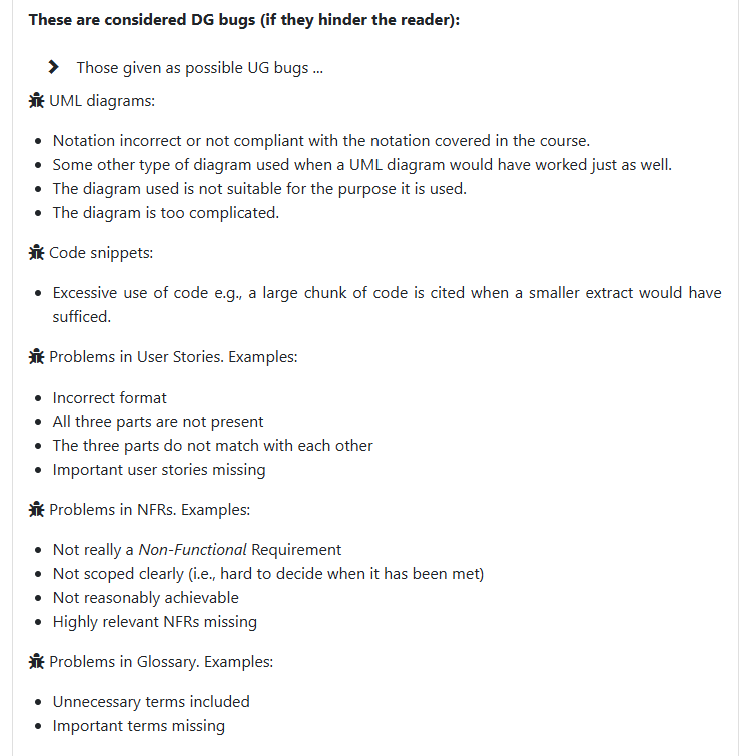 These are considered DG bugs (if they hinder the reader):
Those given as possible UG bugs ...
UML diagrams:
Notation incorrect or not compliant with the notation covered in the course.
Some other type of diagram used when a UML diagram would have worked just as well.
The diagram used is not suitable for the purpose it is used.
The diagram is too complicated.
Code snippets:
Excessive use of code e.g., a large chunk of code is cited when a smaller extract would have
sufficed.
Problems in User Stories. Examples:
Incorrect format
All three parts are not present
The three parts do not match with each other
Important user stories missing
Problems in NFRs. Examples:
Not really a Non-Functional Requirement
Not scoped clearly (i.e., hard to decide when it has been met)
Not reasonably achievable
Highly relevant NFRs missing
Problems in Glossary. Examples:
Unnecessary terms included
Important terms missing